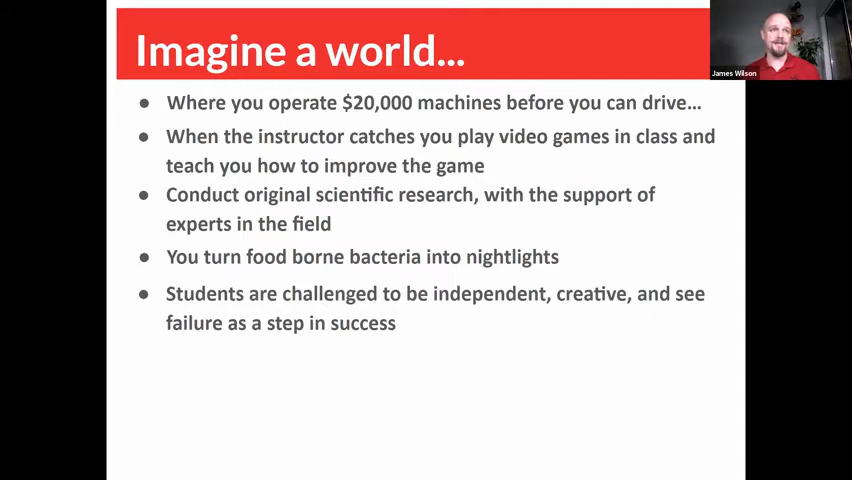 Imagine a world...
James Wilson
● Where you operate $20,000 machines before you can drive...
● When the instructor catches you play video games in class and
teach you how to improve the game
● Conduct original scientific research, with the support of
experts in the field
● You turn food borne bacteria into nightlights
● Students are challenged to be independent, creative, and see
failure as a step in success